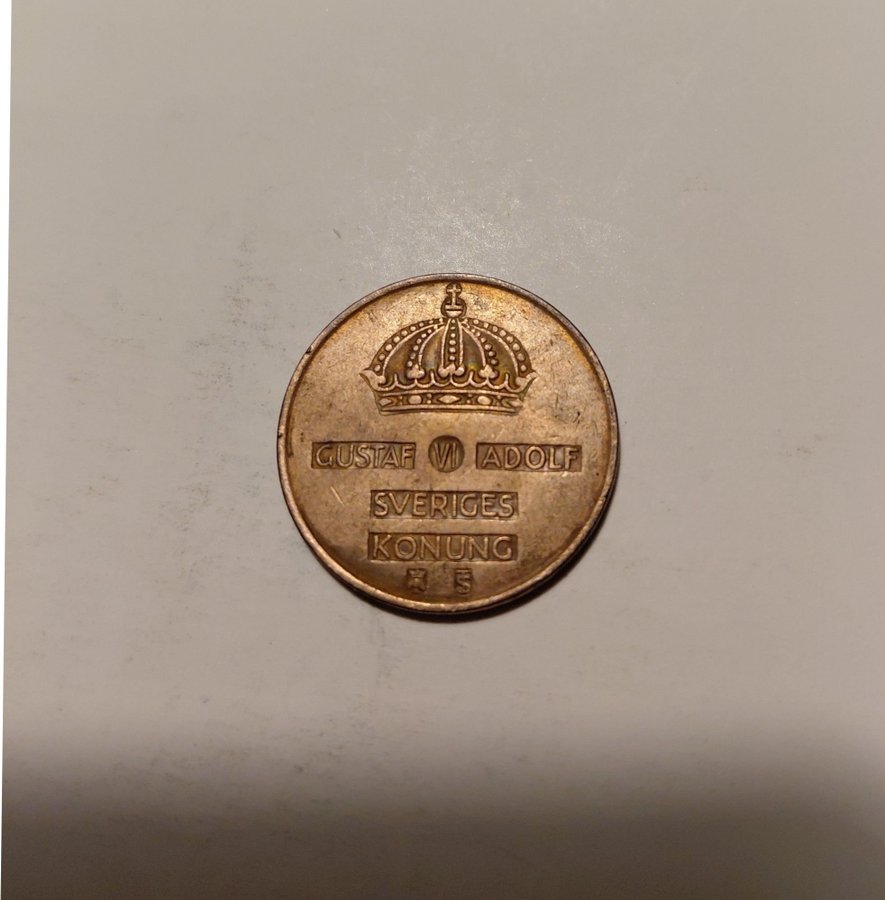 GUSTAF VI ADOLF
SVERIGES
KONUNG
S